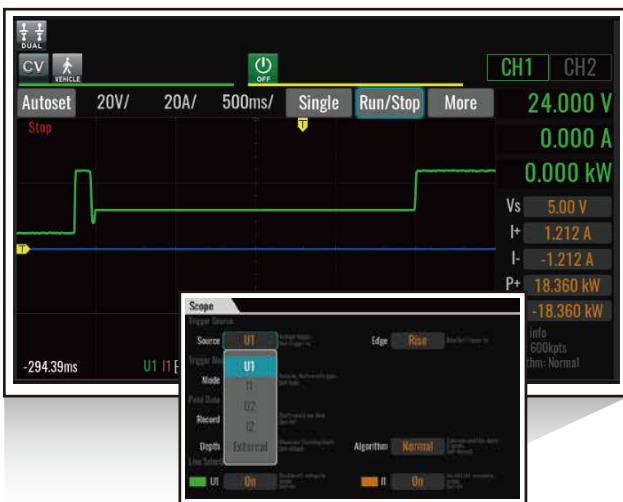 DUAL
CV
VEHICLE
OFF
CH1 CH2
Autoset 20V/ 20A/ 500ms/ Single Run/Stop More
24.000 V
Stop
T
0.000 A
0.000 kW
Vs 5.00 V
I+ 1.212 A
T
I- -1.212 A
P+ 18.360 kW
-18.360 kW
info
600kpts
thm: Normal
-294.39ms U1 I1
Scope
Trigger Source
Source U1 Edge Rise
U1
Mode I1
U2
Record I2
Depth External Algorithm Normal
Line Select
U1 On I1 On